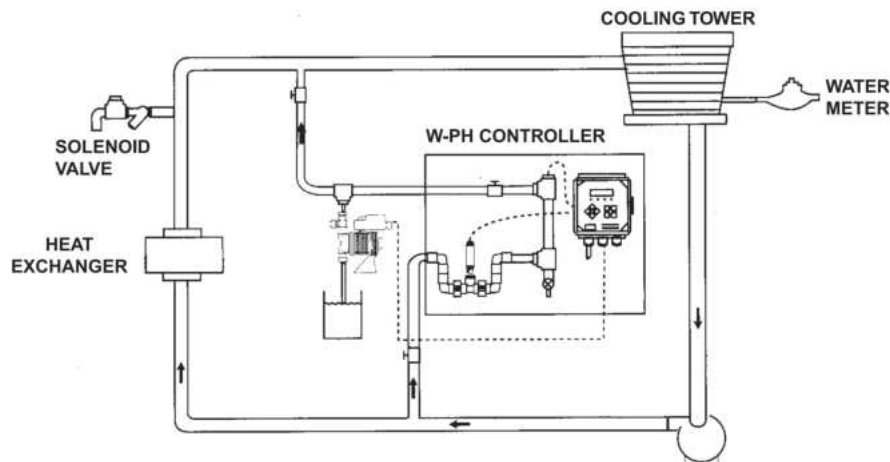 COOLING TOWER
WATER
METER
SOLENOID
VALVE
W-PH CONTROLLER
HEAT
EXCHANGER